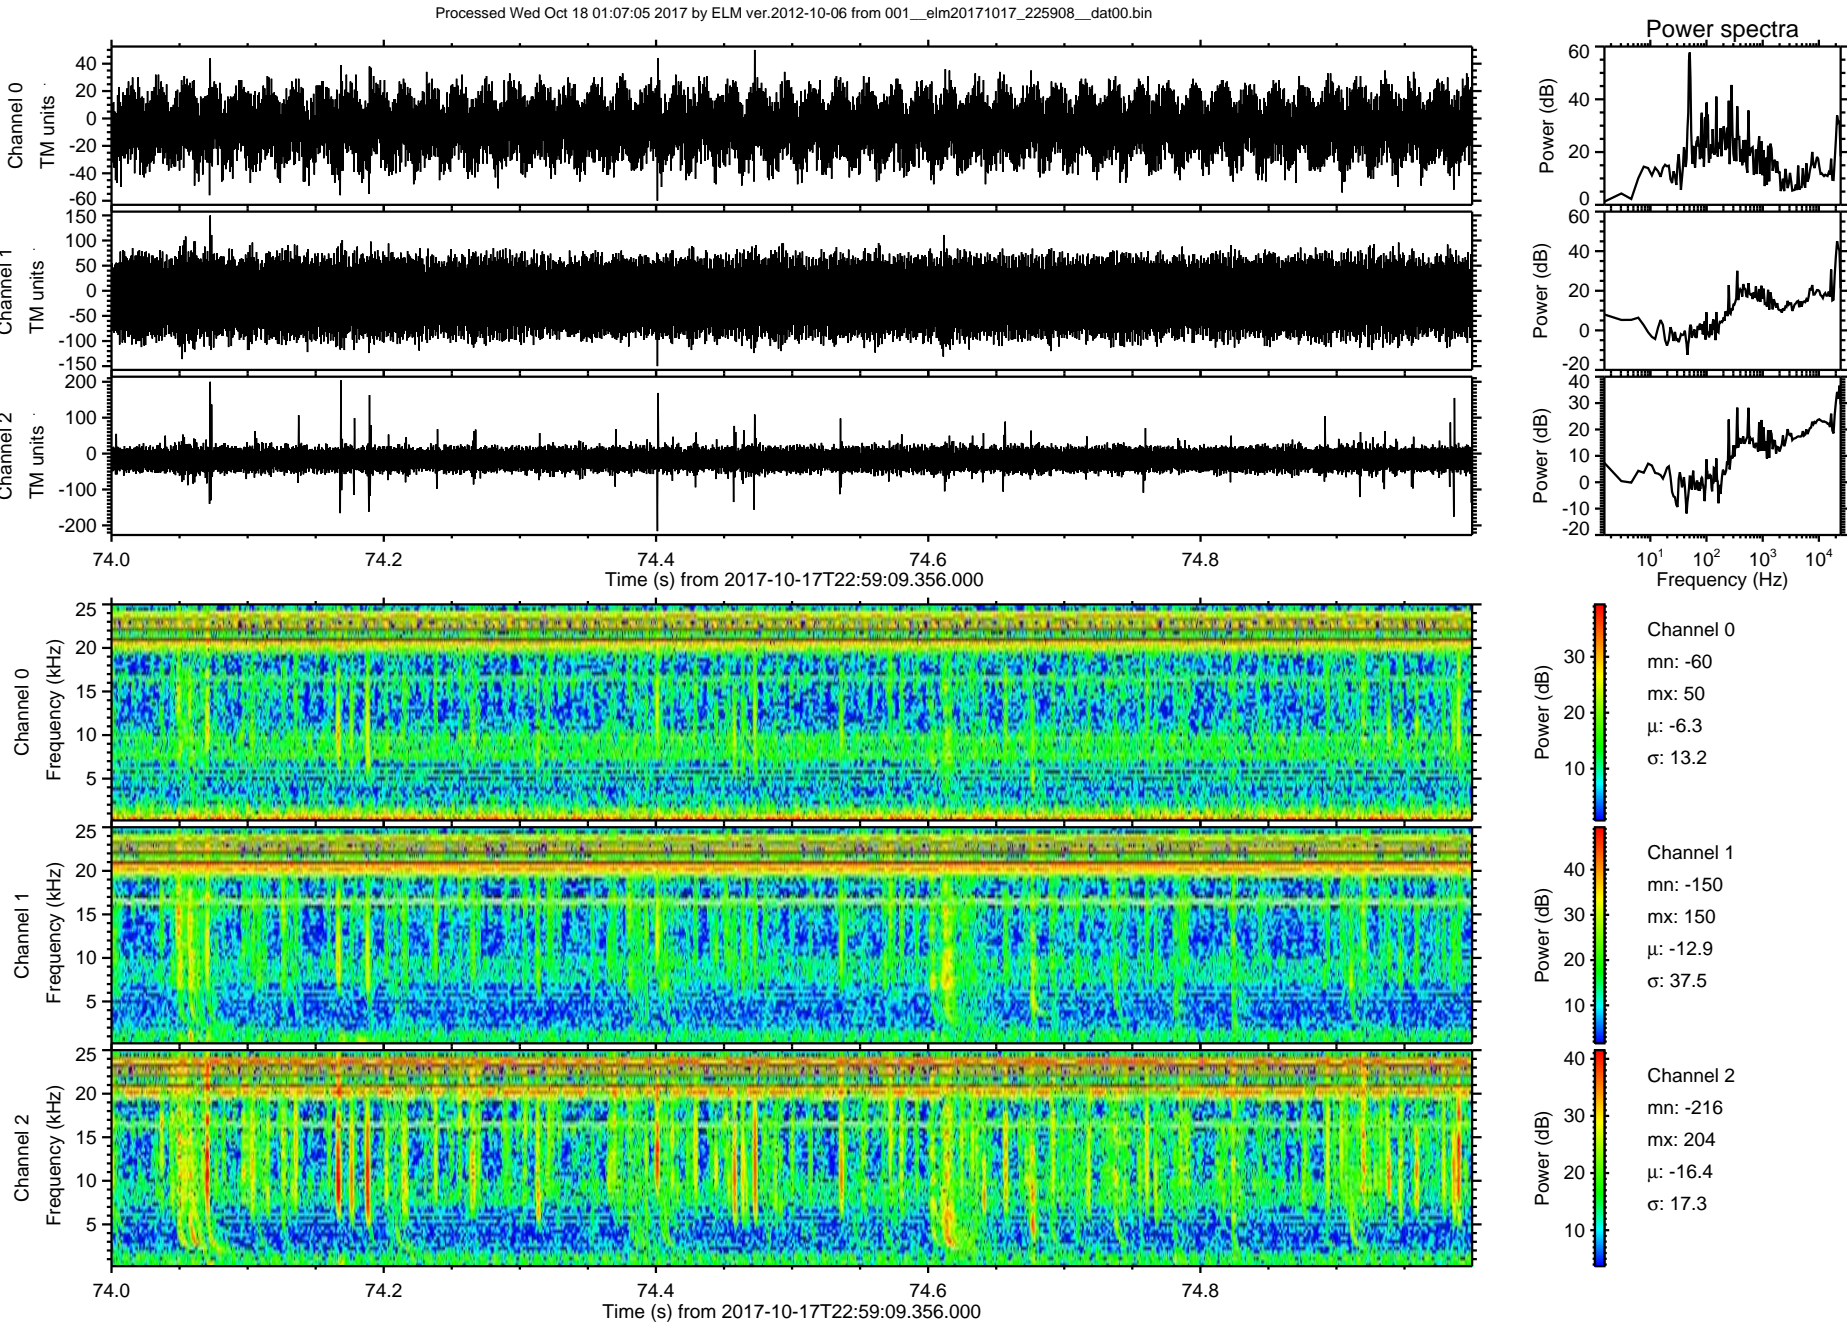 Processed Wed Oct 18 01:07:05 2017 by ELM ver.2012-10-06 from 001__elm20171017_225908__dat00.bin
Power spectra
Channel 0
TM units
40
20
0
-20
-40
-60
Power (dB)
60
40
20
0
Channel 1
TM units
150
100
50
0
-50
-100
-150
Power (dB)
60
40
20
0
-20
Channel 2
TM units
200
100
0
-100
-200
Power (dB)
40
30
20
10
0
-10
-20
74.0 74.2 74.4 74.6 74.8
Time (s) from 2017-10-17T22:59:09.356.000
10¹ 10² 10³ 10⁴
Frequency (Hz)
Channel 0
Frequency (kHz)
25
20
15
10
5
Power (dB)
30
20
10
Channel 0
mn: -60
mx: 50
μ: -6.3
σ: 13.2
Channel 1
Frequency (kHz)
25
20
15
10
5
Power (dB)
40
30
20
10
Channel 1
mn: -150
mx: 150
μ: -12.9
σ: 37.5
Channel 2
Frequency (kHz)
25
20
15
10
5
Power (dB)
40
30
20
10
Channel 2
mn: -216
mx: 204
μ: -16.4
σ: 17.3
74.0 74.2 74.4 74.6 74.8
Time (s) from 2017-10-17T22:59:09.356.000